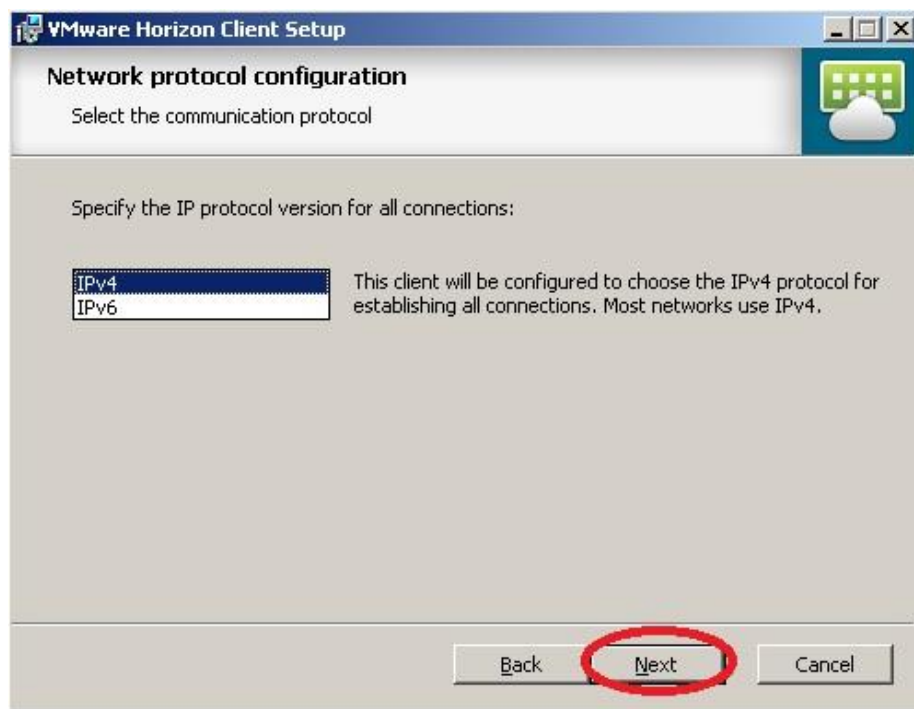 VMware Horizon Client Setup
Network protocol configuration
Select the communication protocol
Specify the IP protocol version for all connections:
IPv4
IPv6
This client will be configured to choose the IPv4 protocol for
establishing all connections. Most networks use IPv4.
Back
Next
Cancel